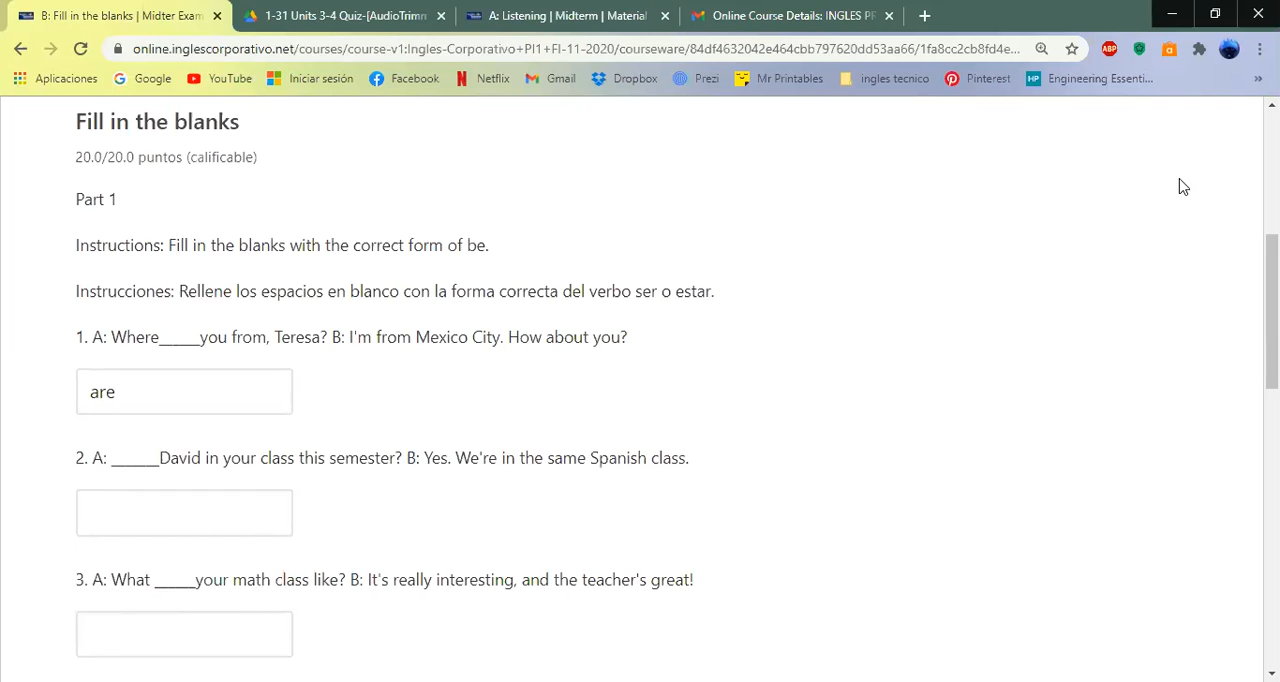 B: Fill in the blanks | Midter Exam
1-31 Units 3-4 Quiz-[AudioTrimm
A: Listening | Midterm | Material
Online Course Details: INGLES PR
online.inglescorporativo.net/courses/course-v1:Ingles-Corporativo+PI1+FI-11-2020/courseware/84df4632042e464cbb797620dd53aa66/1fa8cc2cb8fd4e...
ABP
a
Aplicaciones
Google
YouTube
Iniciar sesión
Facebook
Netflix
Gmail
Dropbox
Prezi
Mr Printables
ingles tecnico
Pinterest
HP
Engineering Essenti...
Fill in the blanks
20.0/20.0 puntos (calificable)
Part 1
Instructions: Fill in the blanks with the correct form of be.
Instrucciones: Rellene los espacios en blanco con la forma correcta del verbo ser o estar.
1. A: Where_____you from, Teresa? B: I'm from Mexico City. How about you?
are
2. A: ______David in your class this semester? B: Yes. We're in the same Spanish class.
3. A: What _____your math class like? B: It's really interesting, and the teacher's great!